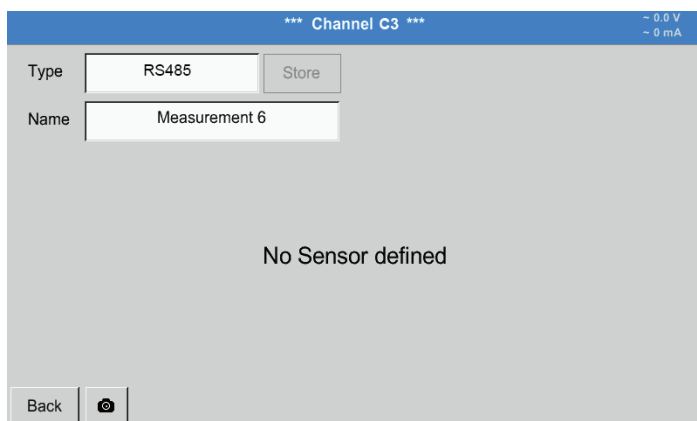 *** Channel C3 ***
~ 0.0 V
~ 0 mA
Type RS485 Store
Name Measurement 6
No Sensor defined
Back